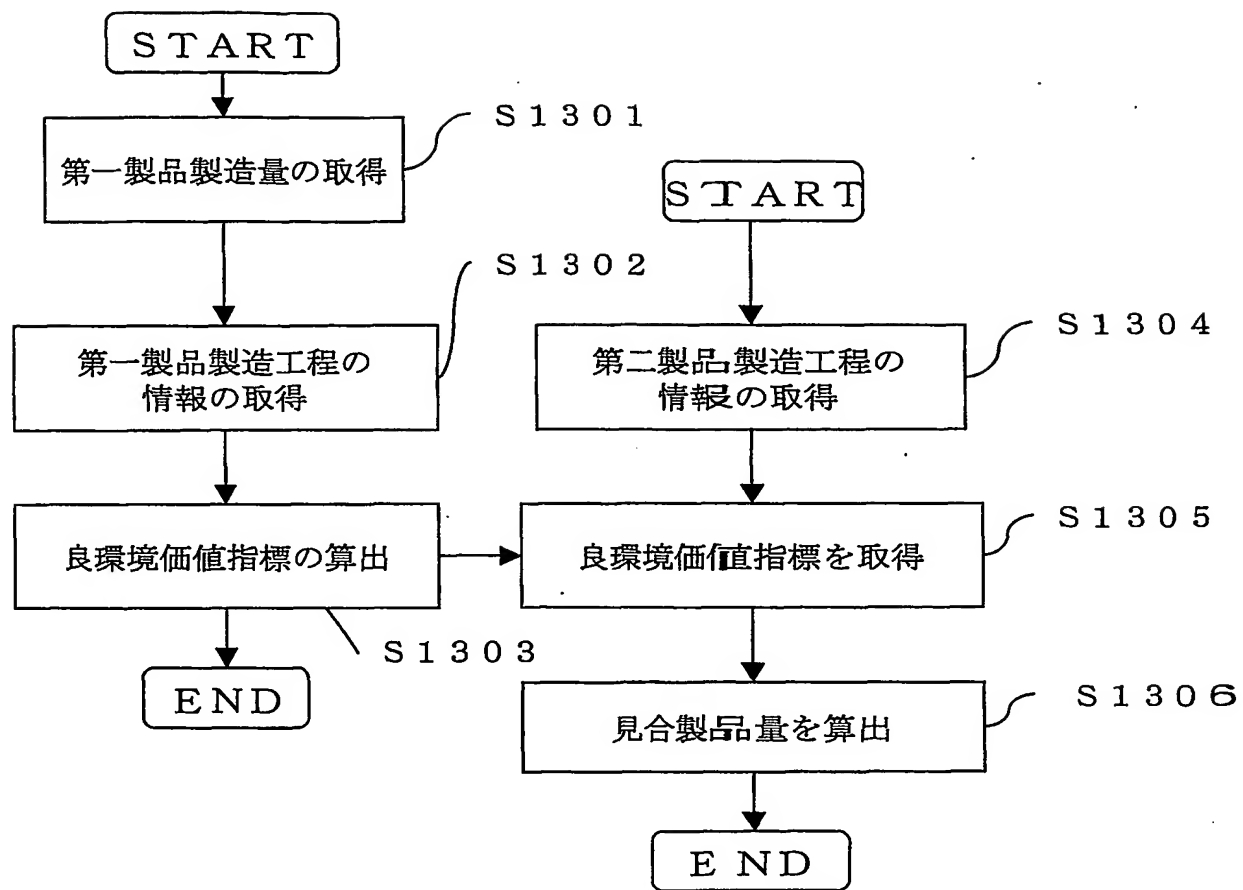 START
第一製品製造量の取得
S1301
第一製品製造工程の
情報の取得
S1302
良環境価値指標の算出
S1303
END
START
第二製品製造工程の
情報の取得
S1304
良環境価値指標を取得
S1305
見合製品量を算出
S1306
END